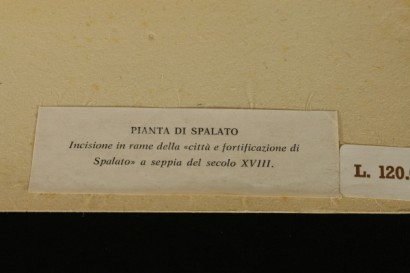 PIANTA DI SPALATO
Incisione in rame della «città e fortificazione di
Spalato» a seppia del secolo XVIII.
L. 120.